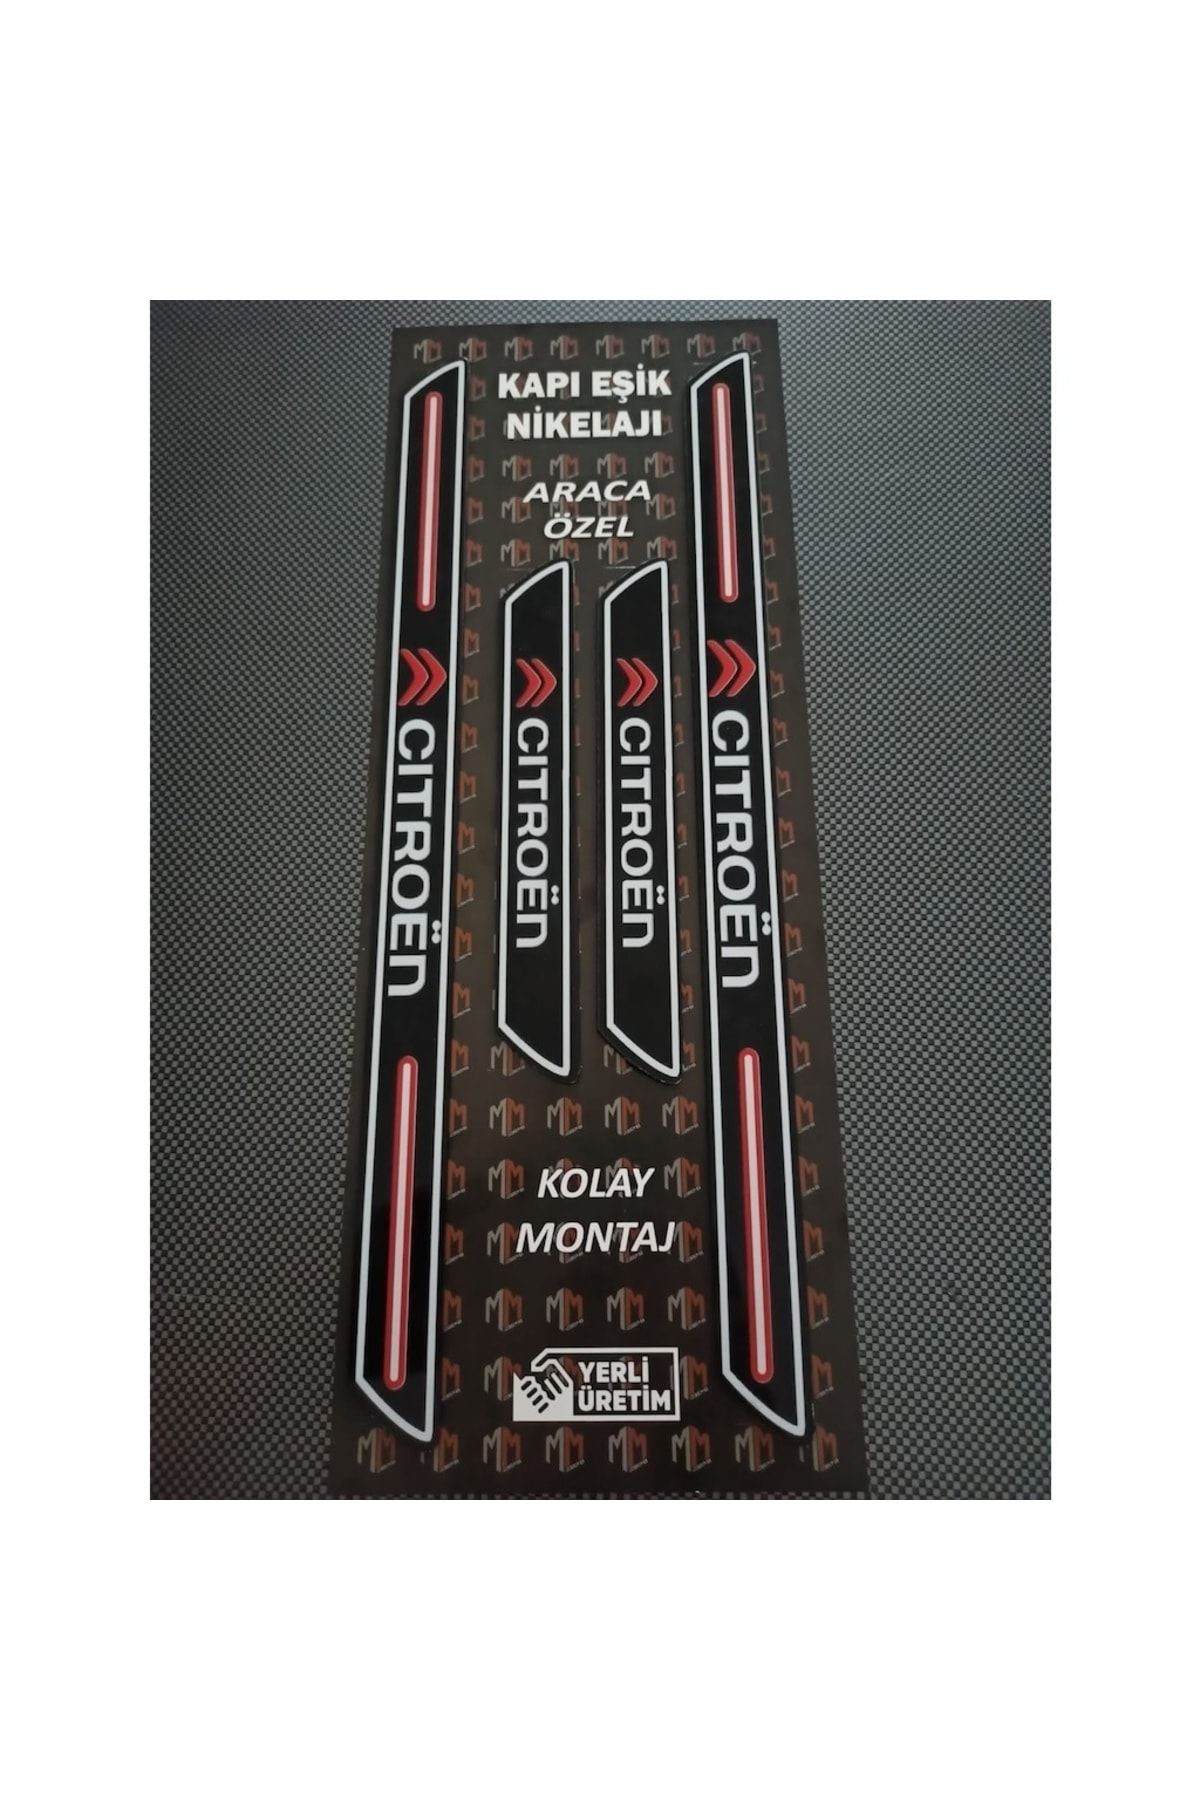 KAPI EŞİK
NİKELAJI
ARACA
ÖZEL
CITROËN
CITROËN
CITROËN
CITROËN
KOLAY
MONTAJ
YERLİ
ÜRETİM